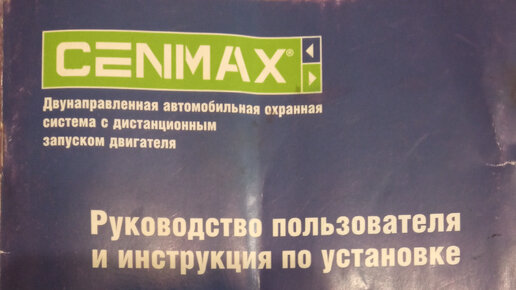 CENMAX®
Двунаправленная автомобильная охранная
система с дистанционным
запуском двигателя
Руководство пользователя
и инструкция по установке